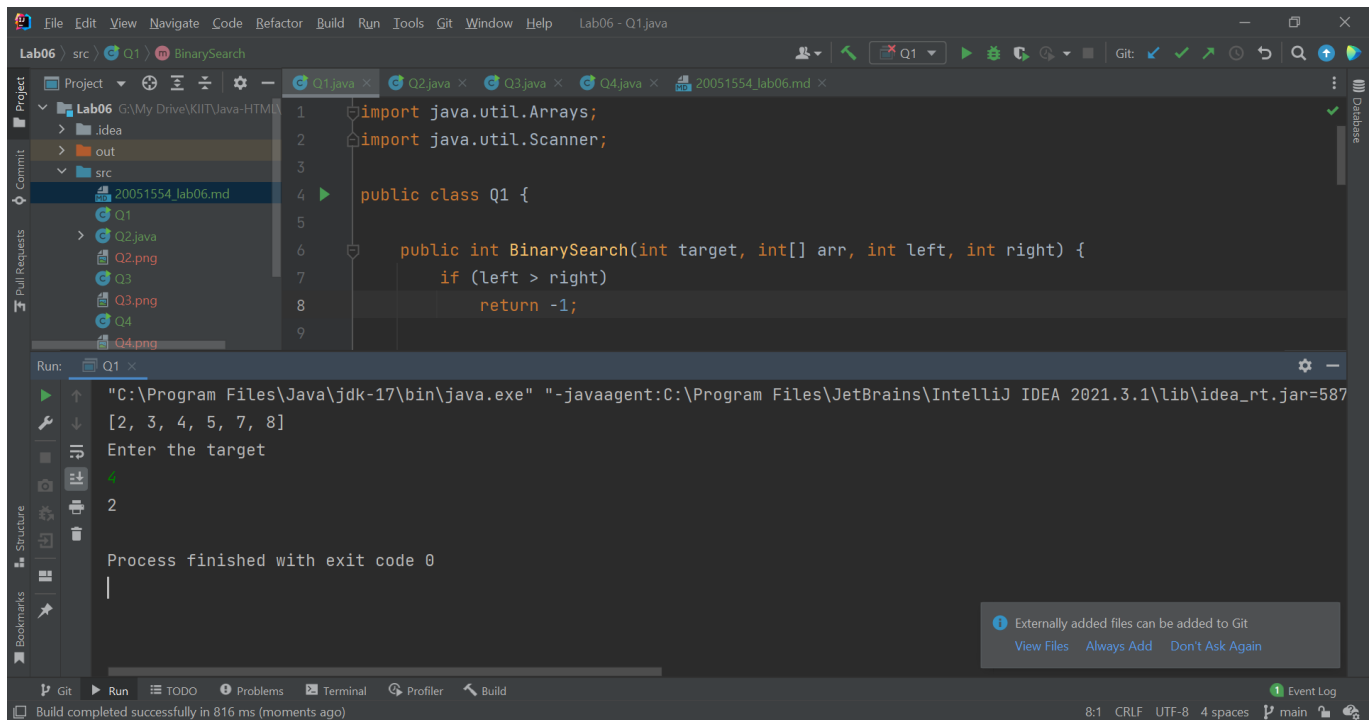 File Edit View Navigate Code Refactor Build Run Tools Git Window Help Lab06 - Q1.java
Lab06 src Q1 BinarySearch Q1 Git:
Project Q1.java Q2.java Q3.java Q4.java 20051554_lab06.md
Project
Commit
Pull Requests
Structure
Bookmarks
Database
Lab06 G:\My Drive\KIIT\Java-HTML\
.idea
out
src
20051554_lab06.md
Q1
Q2.java
Q2.png
Q3
Q3.png
Q4
Q4.png
1 import java.util.Arrays;
2 import java.util.Scanner;
3
4 public class Q1 {
5
6 public int BinarySearch(int target, int[] arr, int left, int right) {
7 if (left > right)
8 return -1;
9
Run: Q1
"C:\Program Files\Java\jdk-17\bin\java.exe" "-javaagent:C:\Program Files\JetBrains\IntelliJ IDEA 2021.3.1\lib\idea_rt.jar=587
[2, 3, 4, 5, 7, 8]
Enter the target
4
2
Process finished with exit code 0
Externally added files can be added to Git
View Files Always Add Don't Ask Again
Git Run TODO Problems Terminal Profiler Build 1 Event Log
Build completed successfully in 816 ms (moments ago) 8:1 CRLF UTF-8 4 spaces main